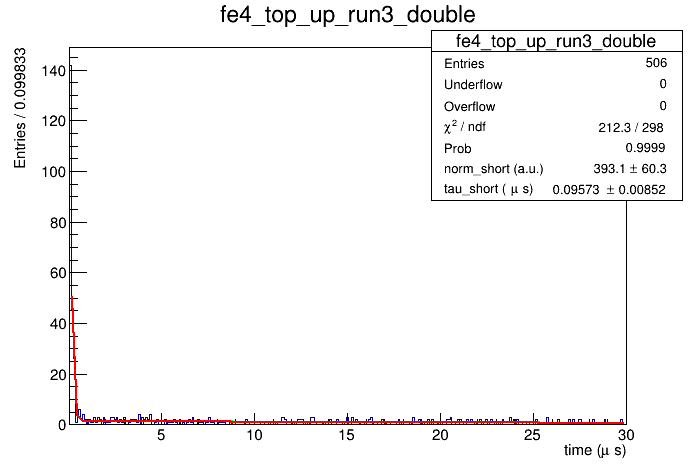 fe4_top_up_run3_double
fe4_top_up_run3_double
Entries 506
Underflow 0
Overflow 0
χ² / ndf 212.3 / 298
Prob 0.9999
norm_short (a.u.) 393.1 ± 60.3
tau_short ( μ s) 0.09573 ± 0.00852
Entries / 0.099833
140
120
100
80
60
40
20
0
5 10 15 20 25 30
time (μ s)